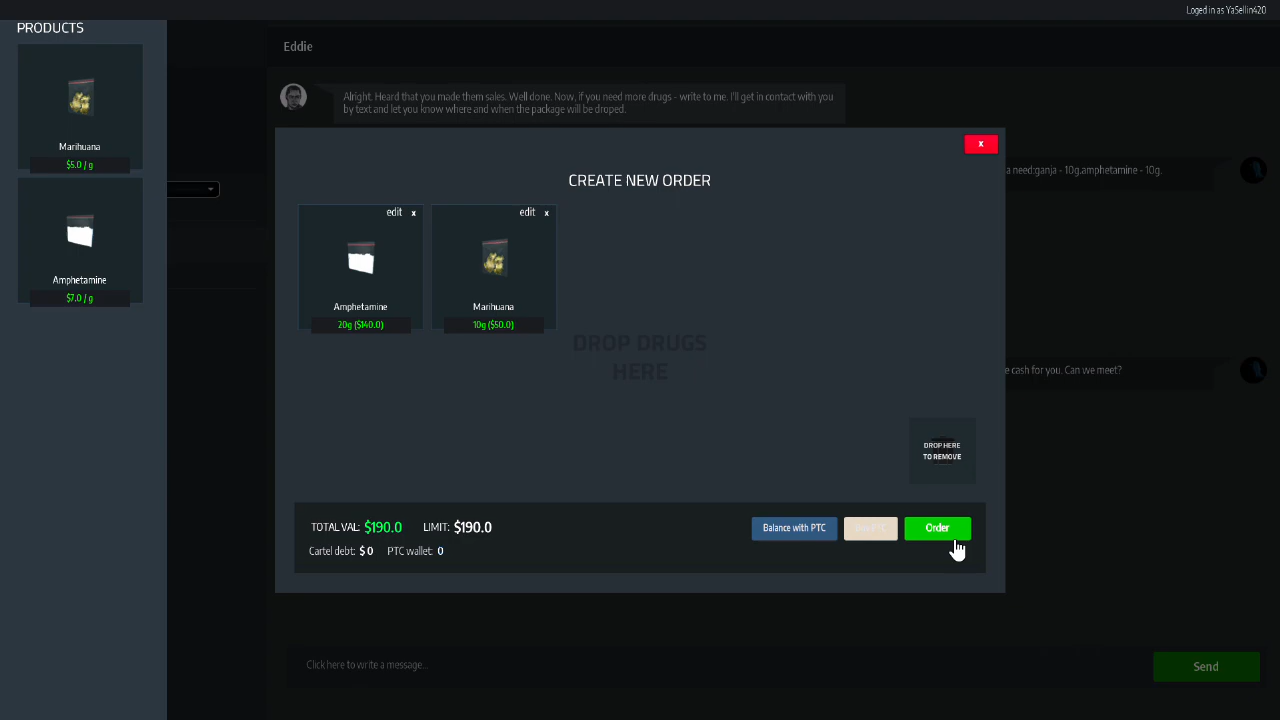 Loged in as YaSellin420
PRODUCTS
Marihuana
$5.0 / g
Amphetamine
$7.0 / g
Eddie
Alright. Heard that you made them sales. Well done. Now, if you need more drugs - write to me. I'll get in contact with you
by text and let you know where and when the package will be droped.
a need:ganja - 10g.amphetamine - 10g.
e cash for you. Can we meet?
x
CREATE NEW ORDER
edit x
Amphetamine
20g ($140.0)
edit x
Marihuana
10g ($50.0)
DROP DRUGS
HERE
DROP HERE
TO REMOVE
TOTAL VAL: $190.0 LIMIT: $190.0
Cartel debt: $ 0 PTC wallet: 0
Balance with PTC
Order
Click here to write a message...
Send